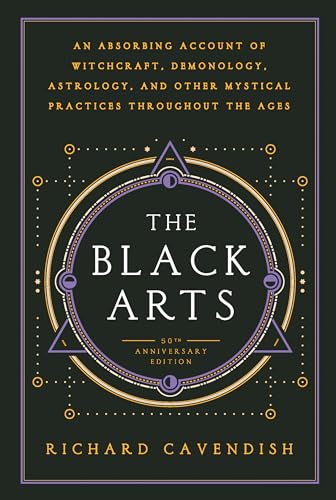 AN ABSORBING ACCOUNT OF
WITCHCRAFT, DEMONOLOGY,
ASTROLOGY, AND OTHER MYSTICAL
PRACTICES THROUGHOUT THE AGES
THE
BLACK
ARTS
50TH
ANNIVERSARY
EDITION
RICHARD CAVENDISH